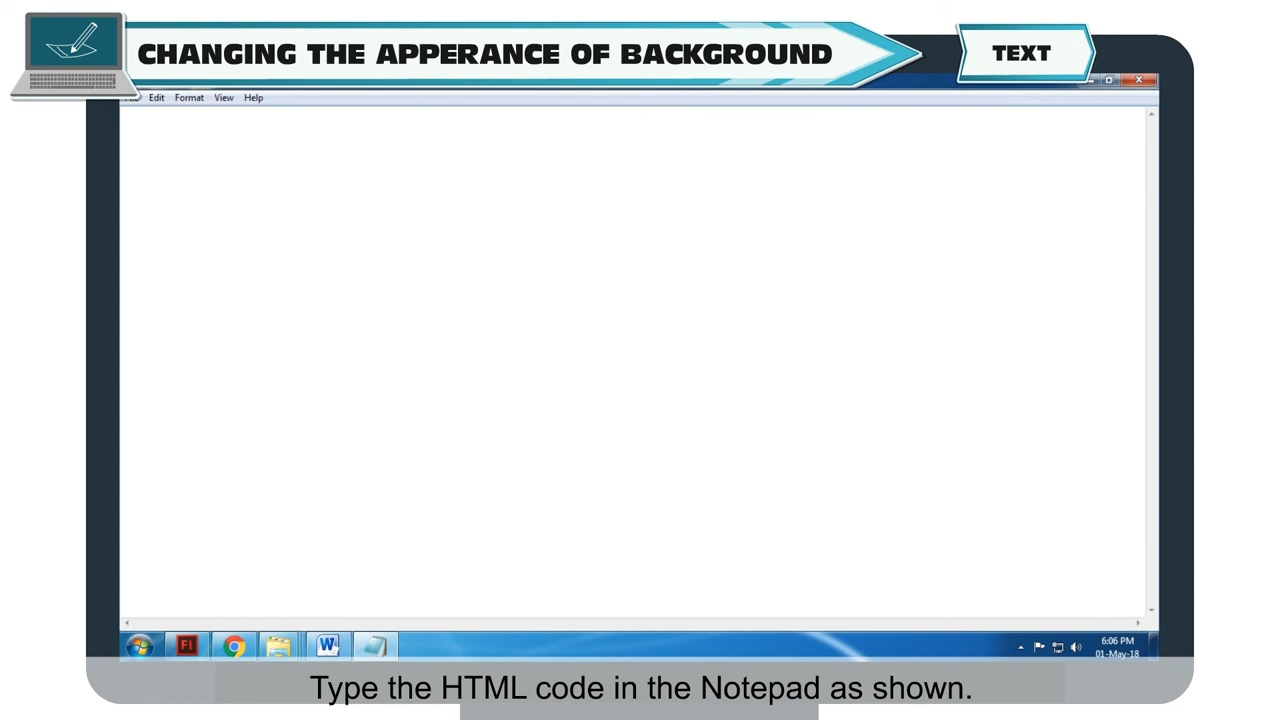 CHANGING THE APPERANCE OF BACKGROUND
TEXT
Edit Format View Help
Fl
W
6:06 PM
01-May-18
Type the HTML code in the Notepad as shown.